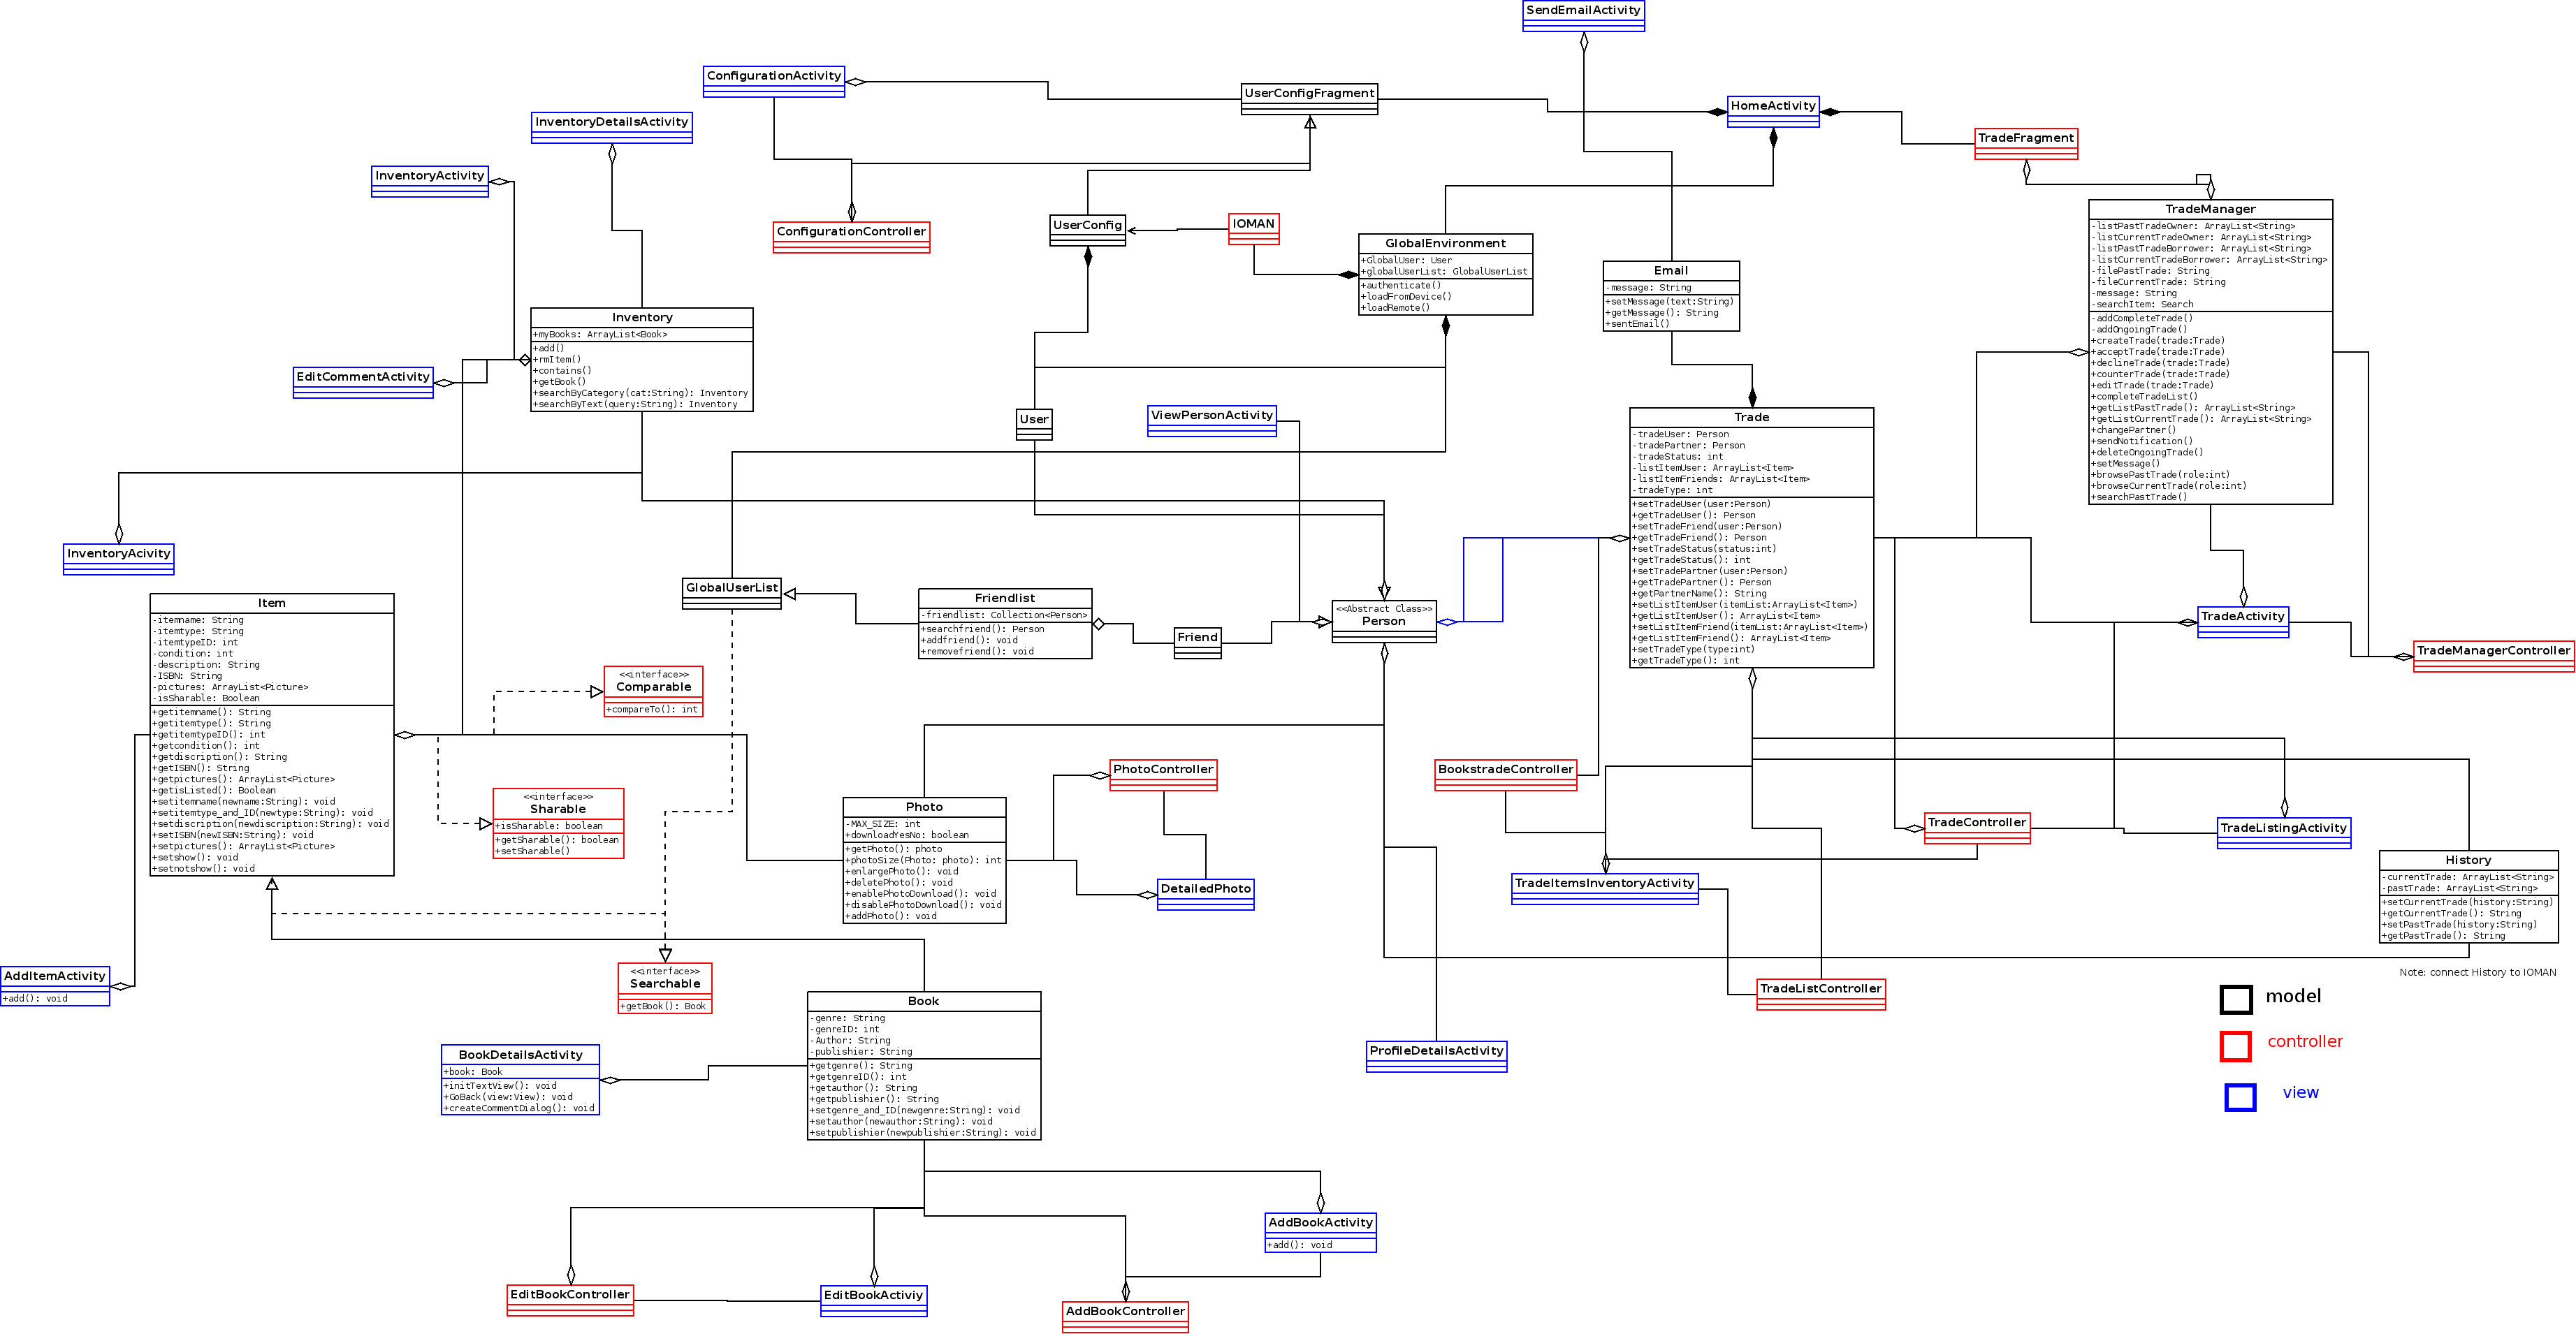 SendEmailActivity
ConfigurationActivity
UserConfigFragment
HomeActivity
InventoryDetailsActivity
TradeFragment
InventoryActivity
TradeManager
-listPastTradeOwner: ArrayList<String>
-listCurrentTradeOwner: ArrayList<String>
-listPastTradeBorrower: ArrayList<String>
-listCurrentTradeBorrower: ArrayList<String>
-filePastTrade: String
-fileCurrentTrade: String
-message: String
-searchItem: Search
-addCompleteTrade()
-addOngoingTrade()
+createTrade(trade:Trade)
+acceptTrade(trade:Trade)
+declineTrade(trade:Trade)
+counterTrade(trade:Trade)
+editTrade(trade:Trade)
+completeTradeList()
+getListPastTrade(): ArrayList<String>
+getListCurrentTrade(): ArrayList<String>
+changePartner()
+sendNotification()
+deleteOngoingTrade()
+setMessage()
+browsePastTrade(role:int)
+browseCurrentTrade(role:int)
+searchPastTrade()
ConfigurationController
UserConfig
IOMAN
GlobalEnvironment
+GlobalUser: User
+globalUserList: GlobalUserList
+authenticate()
+loadFromDevice()
+loadRemote()
Email
-message: String
+setMessage(text:String)
+getMessage(): String
+sentEmail()
Inventory
+myBooks: ArrayList<Book>
+add()
+rmItem()
+contains()
+getBook()
+searchByCategory(cat:String): Inventory
+searchByText(query:String): Inventory
EditCommentActivity
User
ViewPersonActivity
Trade
-tradeUser: Person
-tradePartner: Person
-tradeStatus: int
-listItemUser: ArrayList<Item>
-listItemFriends: ArrayList<Item>
-tradeType: int
+setTradeUser(user:Person)
+getTradeUser(): Person
+setTradeFriend(user:Person)
+getTradeFriend(): Person
+setTradeStatus(status:int)
+getTradeStatus(): int
+setTradePartner(user:Person)
+getTradePartner(): Person
+getPartnerName(): String
+setListItemUser(itemList:ArrayList<Item>)
+getListItemUser(): ArrayList<Item>
+setListItemFriend(itemList:ArrayList<Item>)
+getListItemFriend(): ArrayList<Item>
+setTradeType(type:int)
+getTradeType(): int
InventoryAcivity
GlobalUserList
Friendlist
-friendlist: Collection<Person>
+searchfriend(): Person
+addfriend(): void
+removefriend(): void
Friend
<<Abstract Class>>
Person
TradeActivity
TradeManagerController
Item
-itemname: String
-itemtype: String
-itemtypeID: int
-condition: int
-description: String
-ISBN: String
-pictures: ArrayList<Picture>
-isSharable: Boolean
+getitemname(): String
+getitemtype(): String
+getitemtypeID(): int
+getcondition(): int
+getdiscription(): String
+getISBN(): String
+getpictures(): ArrayList<Picture>
+getisListed(): Boolean
+setitemname(newname:String): void
+setitemtype_and_ID(newtype:String): void
+setdiscription(newdiscription:String): void
+setISBN(newISBN:String): void
+setpictures(): ArrayList<Picture>
+setshow(): void
+setnotshow(): void
<<interface>>
Comparable
+compareTo(): int
<<interface>>
Sharable
+isSharable: boolean
+getSharable(): boolean
+setSharable()
PhotoController
BookstradeController
Photo
-MAX_SIZE: int
+downloadYesNo: boolean
+getPhoto(): photo
+photoSize(Photo: photo): int
+enlargePhoto(): void
+deletePhoto(): void
+enablePhotoDownload(): void
+disablePhotoDownload(): void
+addPhoto(): void
DetailedPhoto
TradeController
TradeListingActivity
TradeItemsInventoryActivity
History
-currentTrade: ArrayList<String>
-pastTrade: ArrayList<String>
+setCurrentTrade(history:String)
+getCurrentTrade(): String
+setPastTrade(history:String)
+getPastTrade(): String
Note: connect History to IOMAN
AddItemActivity
+add(): void
<<interface>>
Searchable
+getBook(): Book
TradeListController
model
controller
view
Book
-genre: String
-genreID: int
-Author: String
-publishier: String
+getgenre(): String
+getgenreID(): int
+getauthor(): String
+getpublishier(): String
+setgenre_and_ID(newgenre:String): void
+setauthor(newauthor:String): void
+setpublishier(newpublishier:String): void
BookDetailsActivity
+book: Book
+initTextView(): void
+GoBack(view:View): void
+createCommentDialog(): void
ProfileDetailsActivity
AddBookActivity
+add(): void
EditBookController
EditBookActiviy
AddBookController